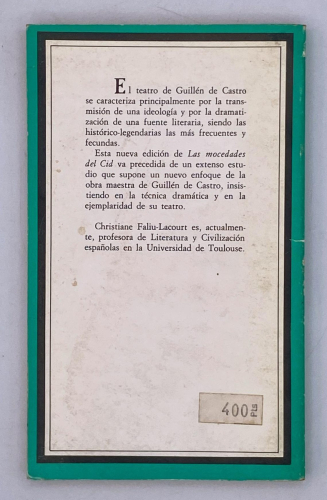 El teatro de Guillén de Castro
se caracteriza principalmente por la trans-
misión de una ideología y por la dramati-
zación de una fuente literaria, siendo las
histórico-legendarias las más frecuentes y
fecundas.
Esta nueva edición de Las mocedades
del Cid va precedida de un extenso estu-
dio que supone un nuevo enfoque de la
obra maestra de Guillén de Castro, insis-
tiendo en la técnica dramática y en la
ejemplaridad de su teatro.
Christiane Faliu-Lacourt es, actualmen-
te, profesora de Literatura y Civilización
españolas en la Universidad de Toulouse.
400 Pts